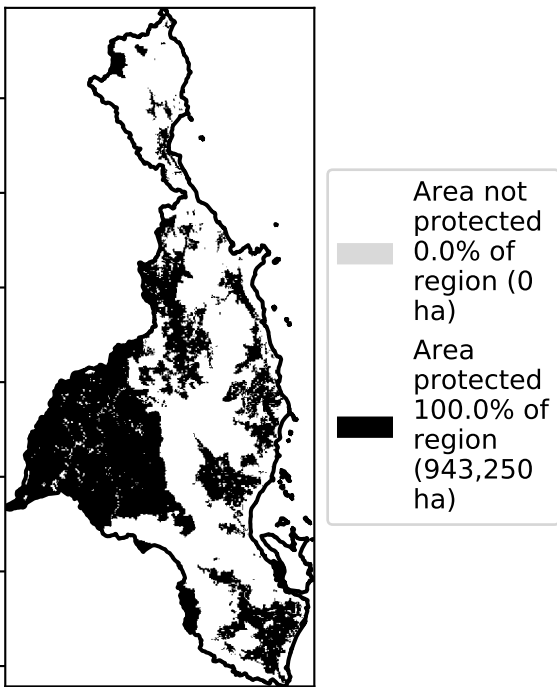 Area not
protected
0.0% of
region (0
ha)
Area
protected
100.0% of
region
(943,250
ha)